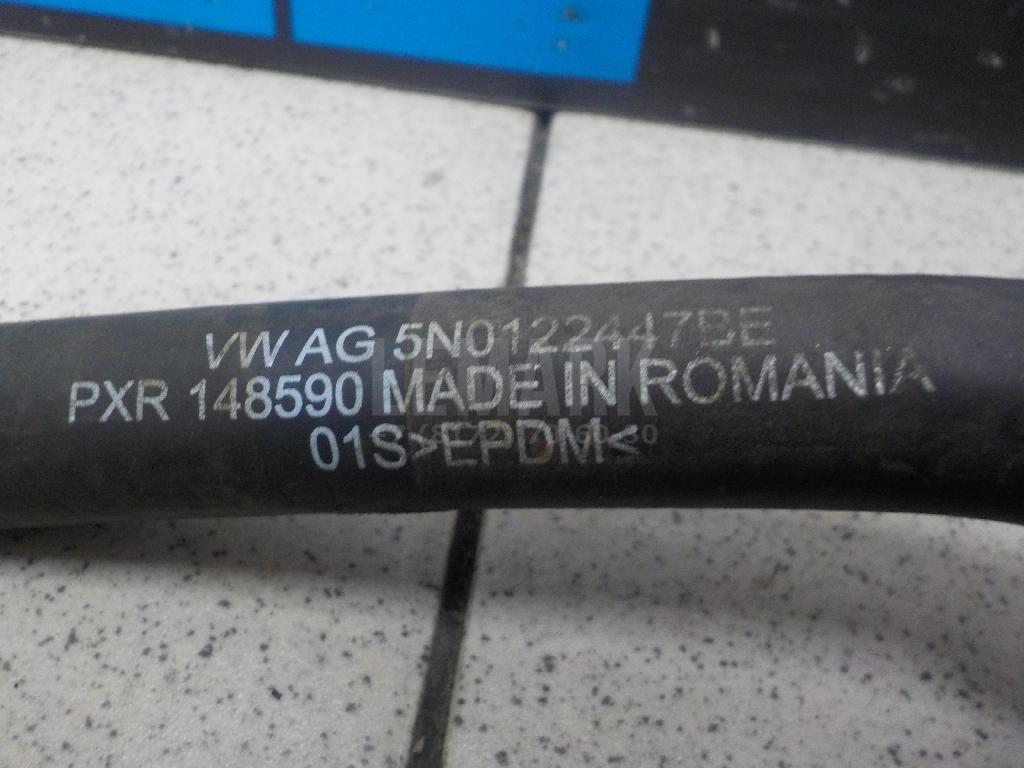 VW AG 5N0122447BE
PXR 148590 MADE IN ROMANIA
01S>EPDM<